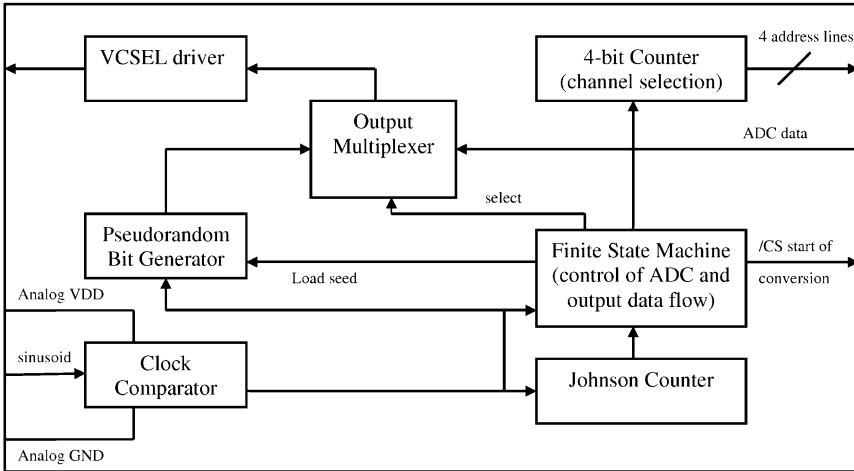 VCSEL driver
4-bit Counter
(channel selection)
4 address lines
Output
Multiplexer
ADC data
select
Pseudorandom
Bit Generator
Load seed
Finite State Machine
(control of ADC and
output data flow)
/CS start of
conversion
Analog VDD
sinusoid
Clock
Comparator
Johnson Counter
Analog GND